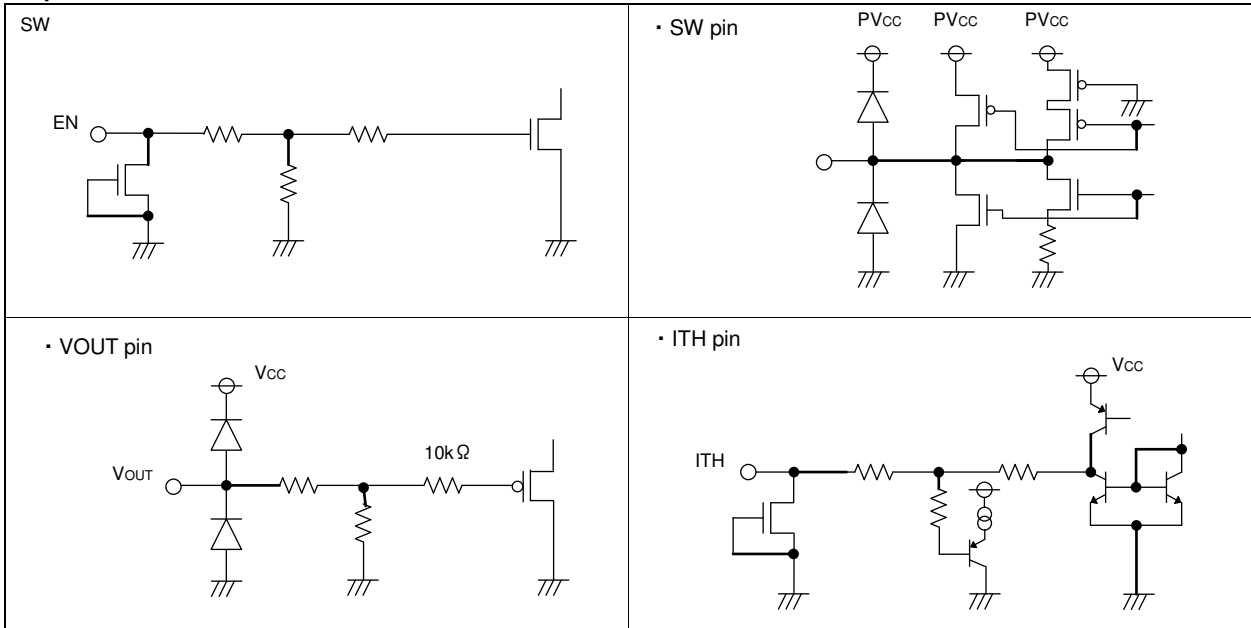 SW
EN
・SW pin
PVCC PVCC PVCC
・VOUT pin
VCC
VOUT
10kΩ
・ITH pin
VCC
ITH